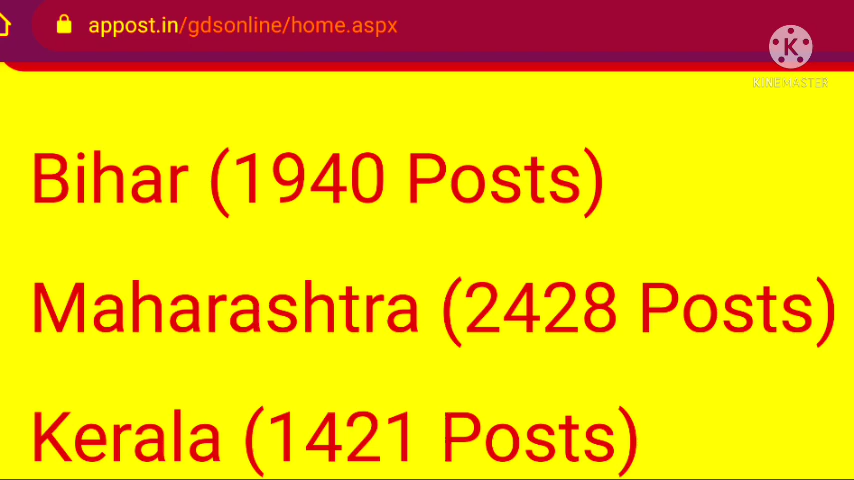 appost.in/gdsonline/home.aspx
K
KINEMASTER
Bihar (1940 Posts)
Maharashtra (2428 Posts)
Kerala (1421 Posts)